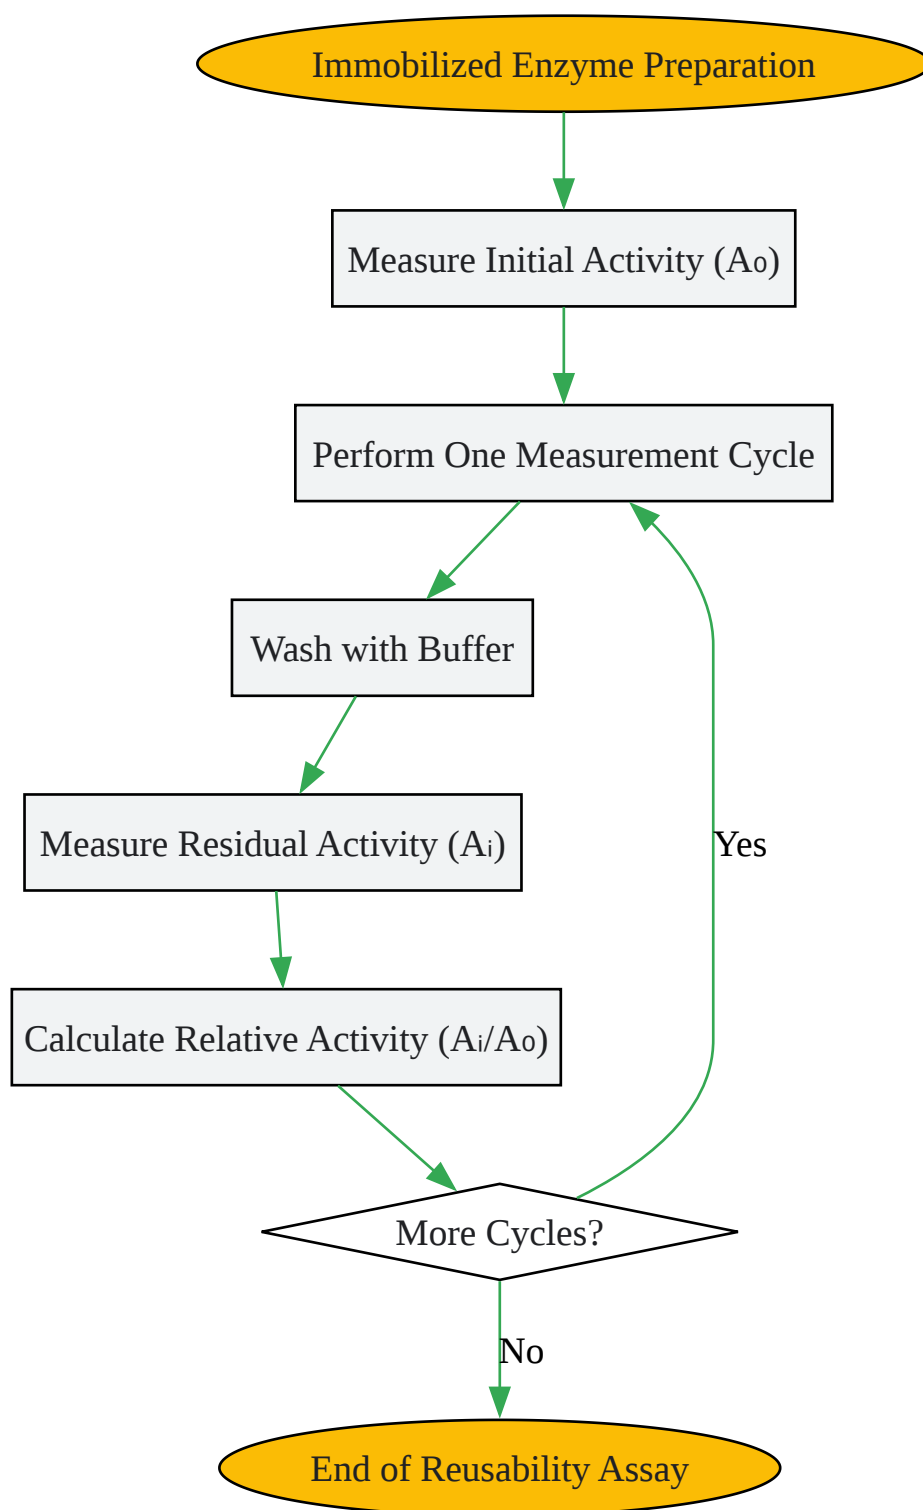 Immobilized Enzyme Preparation
Measure Initial Activity (A₀)
Perform One Measurement Cycle
Wash with Buffer
Measure Residual Activity (Aᵢ)
Yes
Calculate Relative Activity (Aᵢ/A₀)
More Cycles?
No
End of Reusability Assay